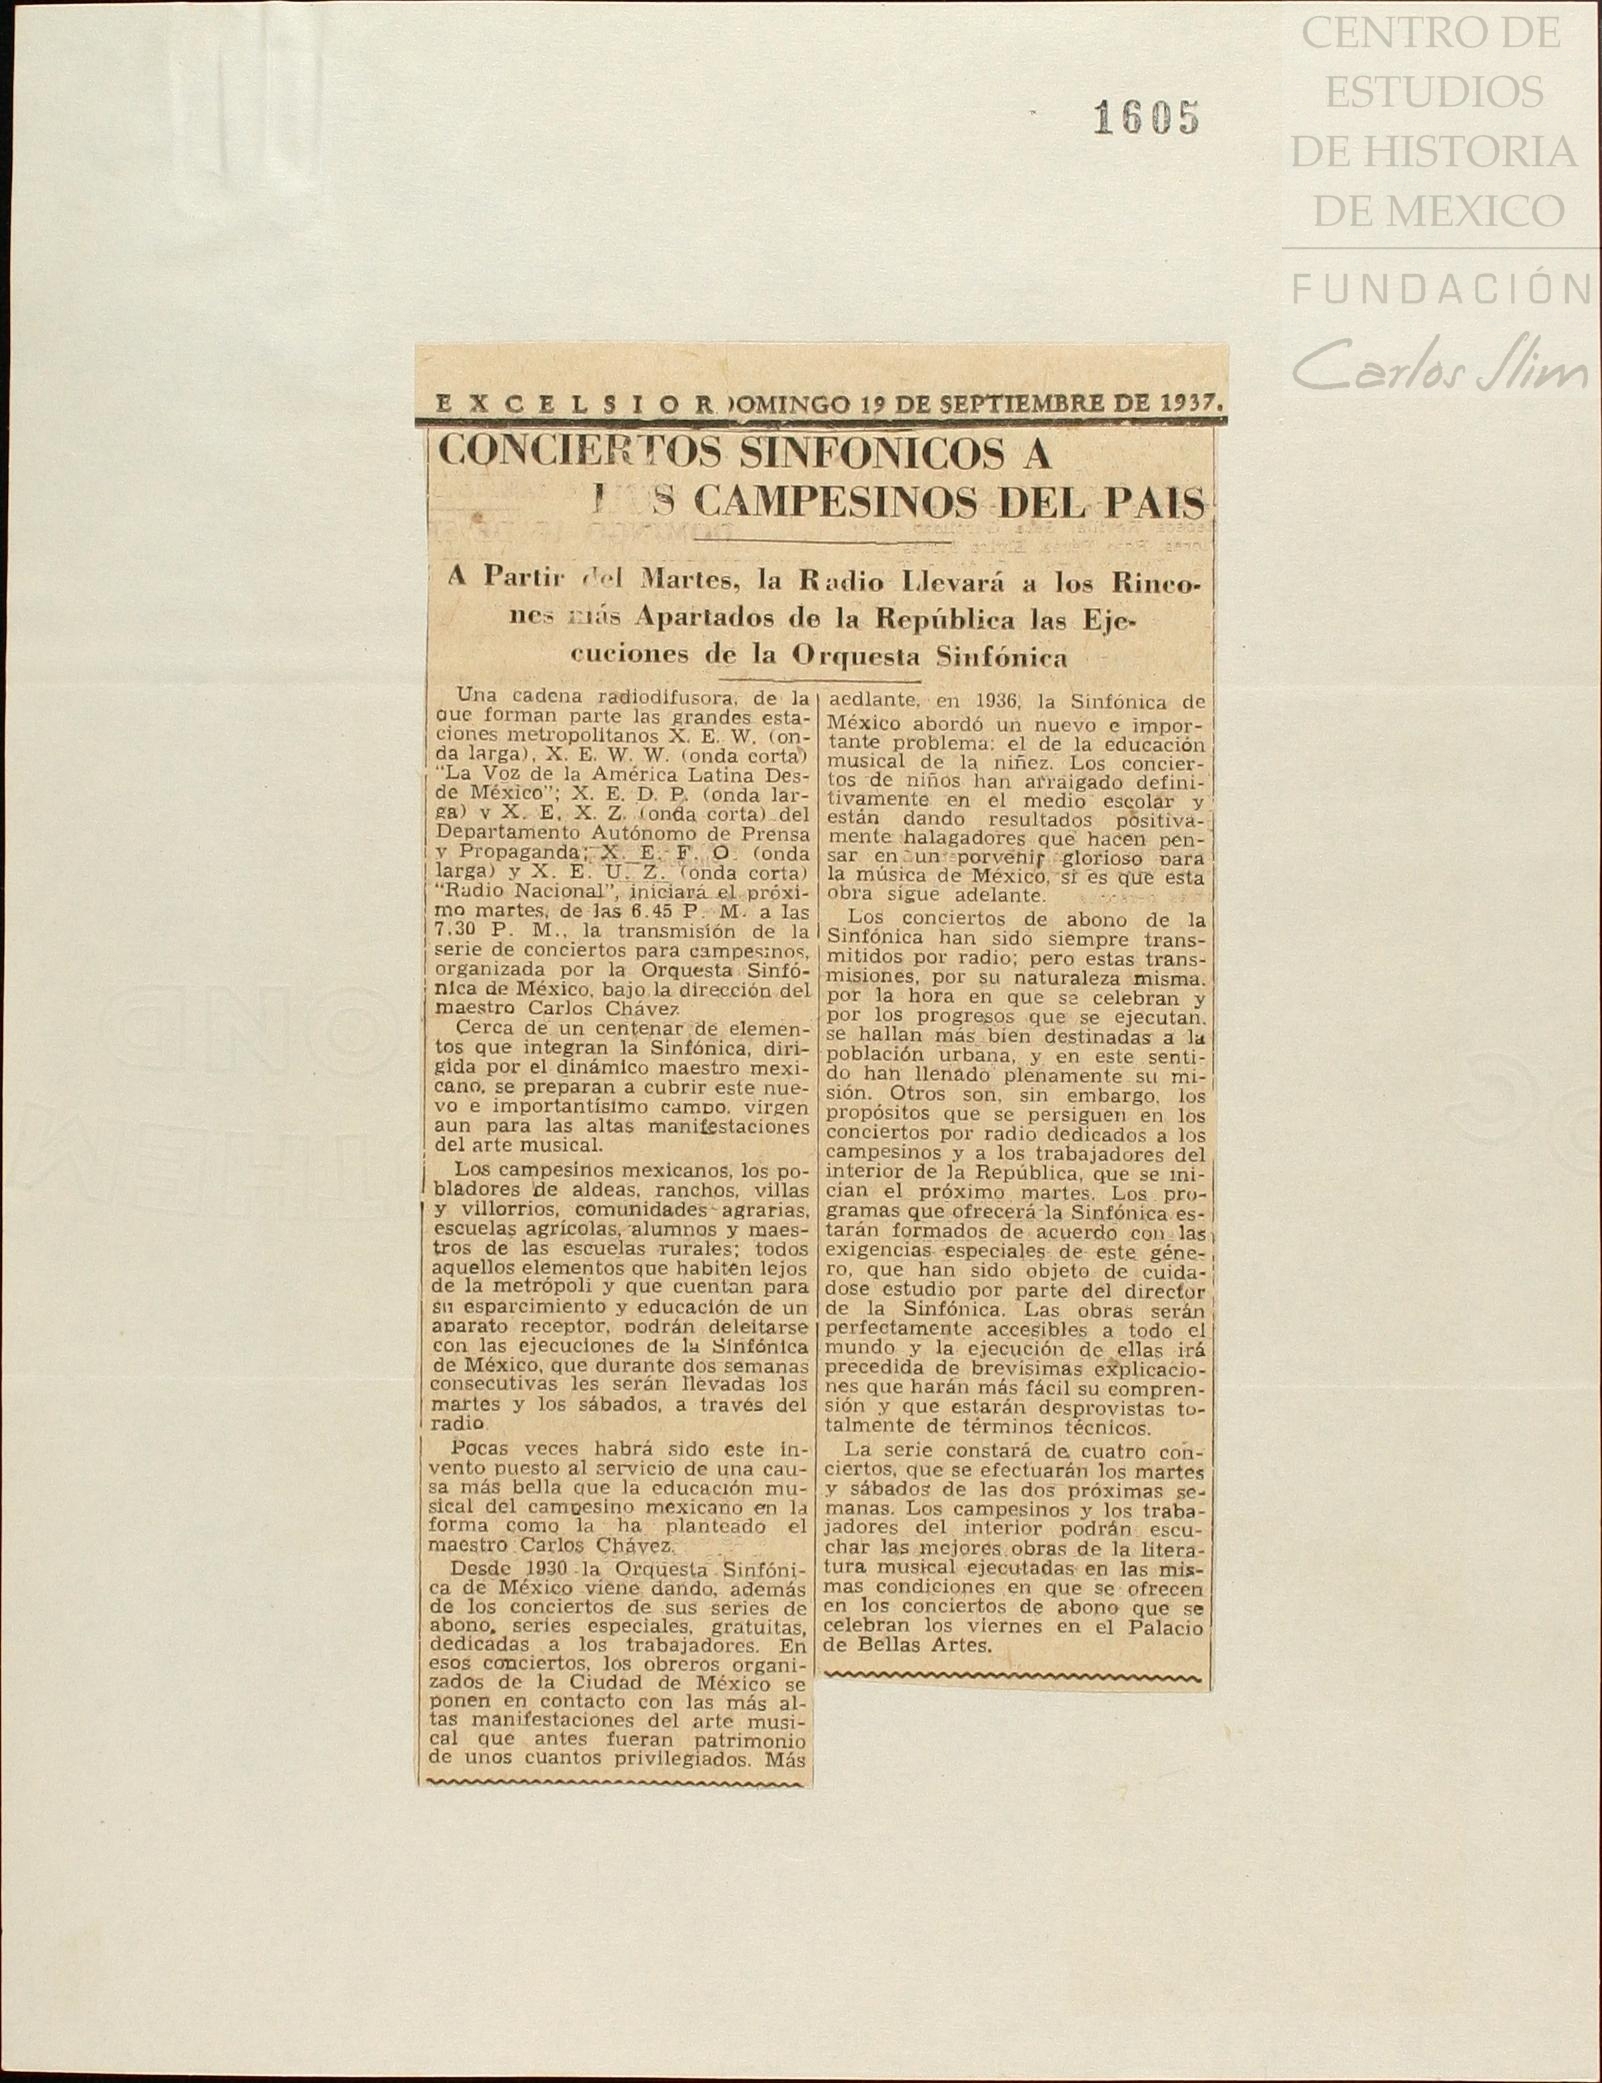 CENTRO DE
ESTUDIOS
DE HISTORIA
DE MEXICO
FUNDACIÓN
Carlos Slim
1605
EXCELSIOR DOMINGO 19 DE SEPTIEMBRE DE 1937.
CONCIERTOS SINFONICOS A
LOS CAMPESINOS DEL PAIS
A Partir del Martes, la Radio Llevará a los Rinco-
nes más Apartados de la República las Eje-
cuciones de la Orquesta Sinfónica
Una cadena radiodifusora, de la
que forman parte las grandes esta-
ciones metropolitanos X. E. W. (on-
da larga), X. E. W. W. (onda corta)
"La Voz de la América Latina Des-
de México"; X. E. D. P. (onda lar-
ga) y X. E. X. Z. (onda corta) del
Departamento Autónomo de Prensa
y Propaganda; X. E. F. O. (onda
larga) y X. E. U. Z. (onda corta)
"Radio Nacional", iniciará el próxi-
mo martes, de las 6.45 P. M. a las
7.30 P. M., la transmisión de la
serie de conciertos para campesinos,
organizada por la Orquesta Sinfó-
nica de México, bajo la dirección del
maestro Carlos Chávez.
Cerca de un centenar de elemen-
tos que integran la Sinfónica, diri-
gida por el dinámico maestro mexi-
cano, se preparan a cubrir este nue-
vo e importantísimo campo, virgen
aun para las altas manifestaciones
del arte musical.
Los campesinos mexicanos, los po-
bladores de aldeas, ranchos, villas
y villorrios, comunidades agrarias,
escuelas agrícolas, alumnos y maes-
tros de las escuelas rurales; todos
aquellos elementos que habiten lejos
de la metrópoli y que cuentan para
su esparcimiento y educación de un
aparato receptor, podrán deleitarse
con las ejecuciones de la Sinfónica
de México, que durante dos semanas
consecutivas les serán llevadas los
martes y los sábados, a través del
radio.
Pocas veces habrá sido este in-
vento puesto al servicio de una cau-
sa más bella que la educación mu-
sical del campesino mexicano en la
forma como la ha planteado el
maestro Carlos Chávez.
Desde 1930 la Orquesta Sinfóni-
ca de México viene dando, además
de los conciertos de sus series de
abono, series especiales, gratuitas,
dedicadas a los trabajadores. En
esos conciertos, los obreros organi-
zados de la Ciudad de México se
ponen en contacto con las más al-
tas manifestaciones del arte musi-
cal que antes fueran patrimonio
de unos cuantos privilegiados. Más
aedlante, en 1936, la Sinfónica de
México abordó un nuevo e impor-
tante problema: el de la educación
musical de la niñez. Los concier-
tos de niños han arraigado defini-
tivamente en el medio escolar y
están dando resultados positiva-
mente halagadores que hacen pen-
sar en un porvenir glorioso para
la música de México, si es que esta
obra sigue adelante.
Los conciertos de abono de la
Sinfónica han sido siempre trans-
mitidos por radio; pero estas trans-
misiones, por su naturaleza misma,
por la hora en que se celebran y
por los progresos que se ejecutan,
se hallan más bien destinadas a la
población urbana, y en este senti-
do han llenado plenamente su mi-
sión. Otros son, sin embargo, los
propósitos que se persiguen en los
conciertos por radio dedicados a los
campesinos y a los trabajadores del
interior de la República, que se ini-
cian el próximo martes. Los pro-
gramas que ofrecerá la Sinfónica es-
tarán formados de acuerdo con las
exigencias especiales de este géne-
ro, que han sido objeto de cuida-
dose estudio por parte del director
de la Sinfónica. Las obras serán
perfectamente accesibles a todo el
mundo y la ejecución de ellas irá
precedida de brevísimas explicacio-
nes que harán más fácil su compren-
sión y que estarán desprovistas to-
talmente de términos técnicos.
La serie constará de cuatro con-
ciertos, que se efectuarán los martes
y sábados de las dos próximas se-
manas. Los campesinos y los traba-
jadores del interior podrán escu-
char las mejores obras de la litera-
tura musical ejecutadas en las mis-
mas condiciones en que se ofrecen
en los conciertos de abono que se
celebran los viernes en el Palacio
de Bellas Artes.